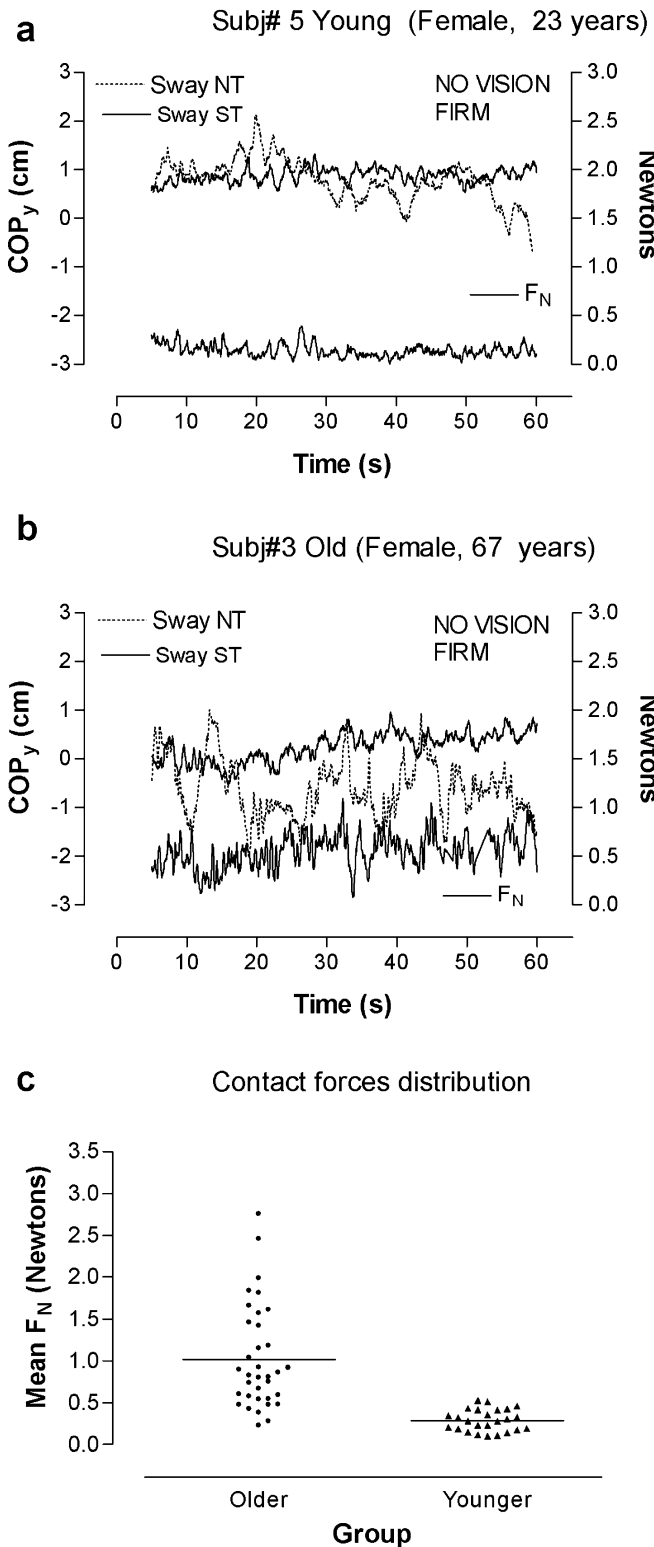 a
Subj# 5 Young (Female, 23 years)
3
2
1
0
-1
-2
-3
COPy (cm)
Sway NT
Sway ST
NO VISION
FIRM
FN
3.0
2.5
2.0
1.5
1.0
0.5
0.0
Newtons
0 10 20 30 40 50 60
Time (s)
b
Subj#3 Old (Female, 67 years)
3
2
1
0
-1
-2
-3
COPy (cm)
Sway NT
Sway ST
NO VISION
FIRM
FN
3.0
2.5
2.0
1.5
1.0
0.5
0.0
Newtons
0 10 20 30 40 50 60
Time (s)
c
Contact forces distribution
3.5
3.0
2.5
2.0
1.5
1.0
0.5
0.0
Mean FN (Newtons)
Older Younger
Group